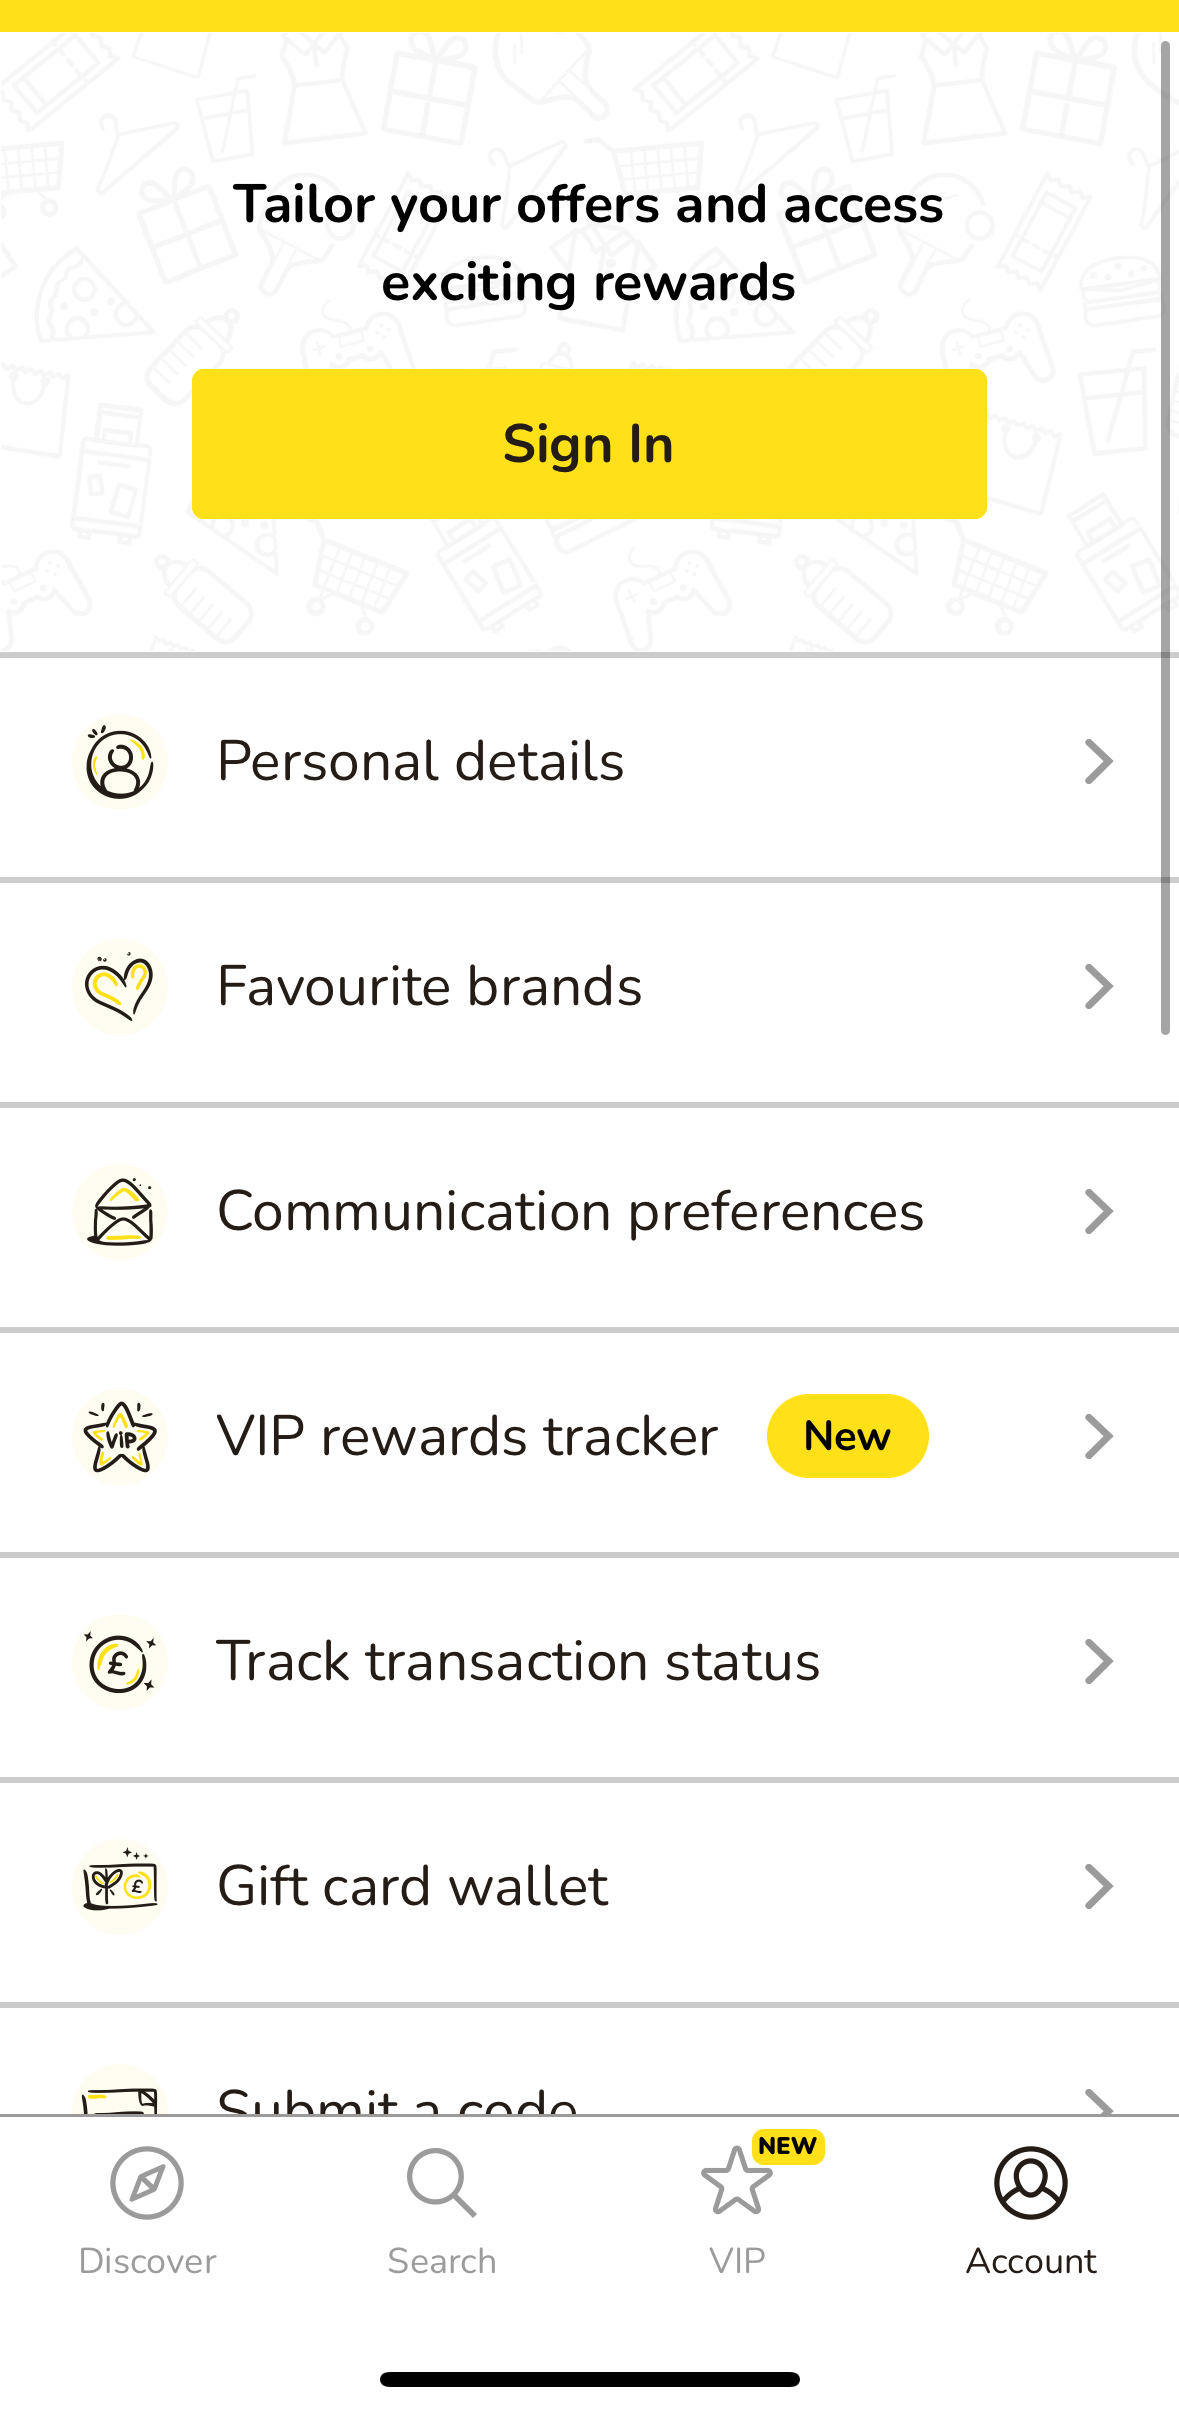 Tailor your offers and access
exciting rewards
Sign In
Personal details
Favourite brands
Communication preferences
VIP
VIP rewards tracker
New
£
Track transaction status
£
Gift card wallet
Submit a code
NEW
Discover
Search
VIP
Account